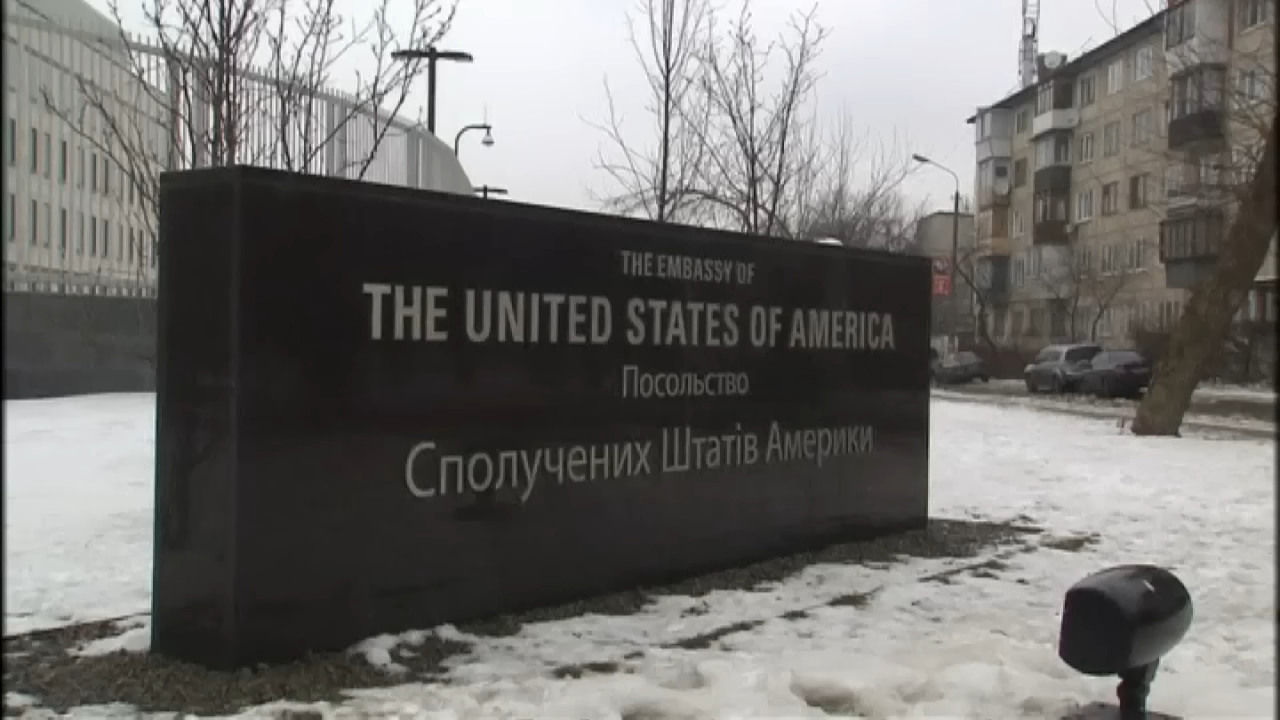 THE EMBASSY OF
THE UNITED STATES OF AMERICA
Посольство
Сполучених Штатів Америки